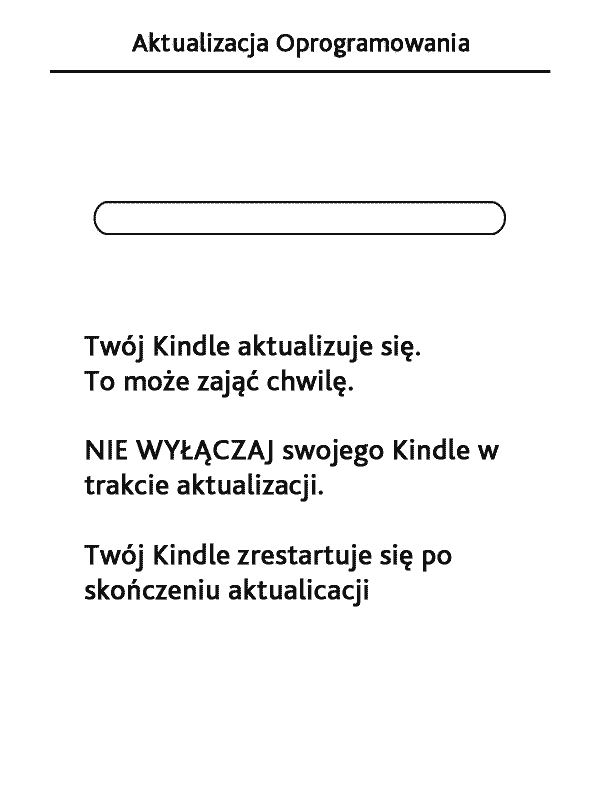 Aktualizacja Oprogramowania
Twój Kindle aktualizuje się.
To może zająć chwilę.
NIE WYŁĄCZAJ swojego Kindle w
trakcie aktualizacji.
Twój Kindle zrestartuje się po
skończeniu aktualicacji